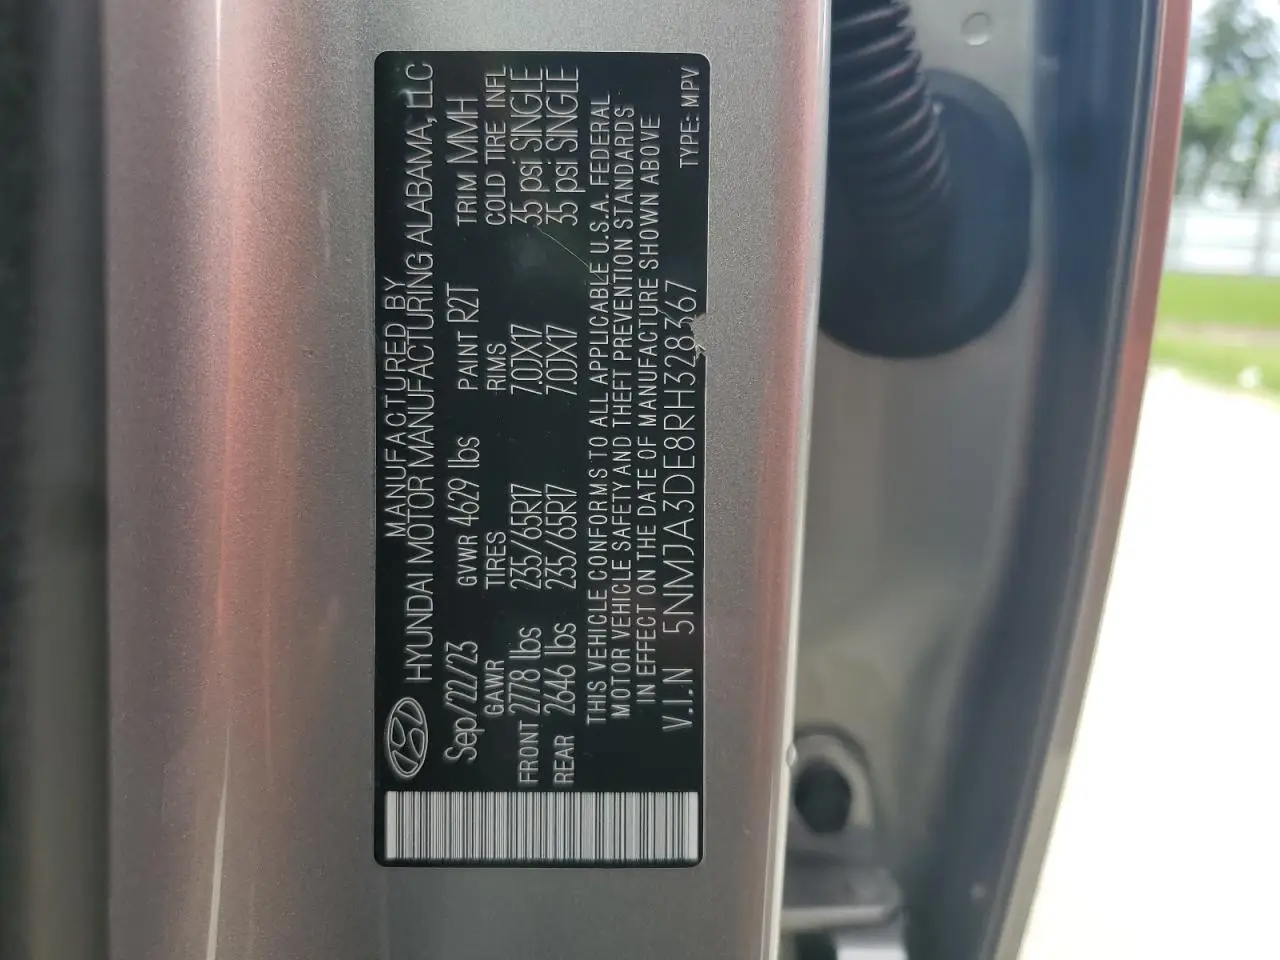 MANUFACTURED BY
HYUNDAI MOTOR MANUFACTURING ALABAMA, LLC
Sep/22/23 GVWR 4629 lbs PAINT R2T TRIM MMH
GAWR TIRES RIMS COLD TIRE INFL
FRONT 2778 lbs 235/65R17 7.0JX17 35 psi SINGLE
REAR 2646 lbs 235/65R17 7.0JX17 35 psi SINGLE
THIS VEHICLE CONFORMS TO ALL APPLICABLE U.S.A. FEDERAL
MOTOR VEHICLE SAFETY AND THEFT PREVENTION STANDARDS
IN EFFECT ON THE DATE OF MANUFACTURE SHOWN ABOVE
V.I.N 5NMJA3DE8RH328367 TYPE: MPV